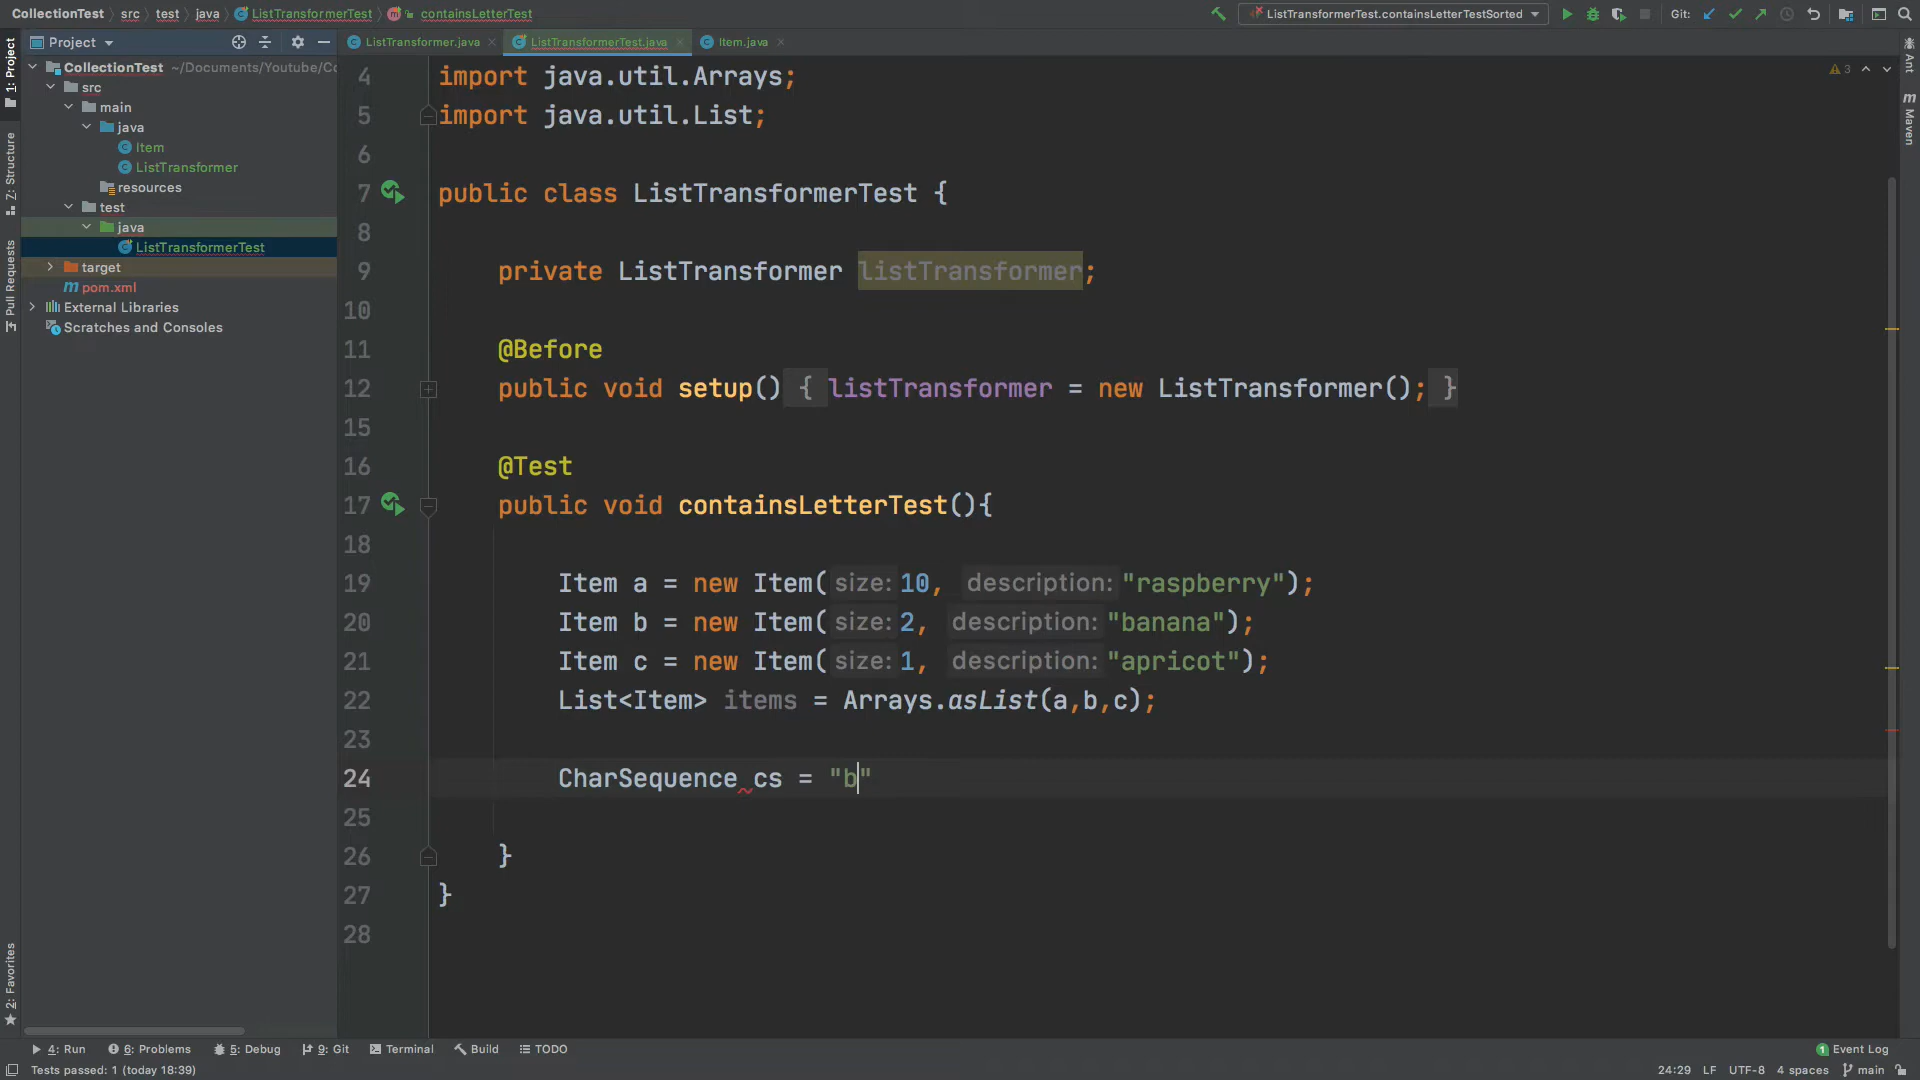 CollectionTest src test java ListTransformerTest containsLetterTest ListTransformerTest.containsLetterTestSorted Git:
Project ListTransformer.java ListTransformerTest.java Item.java
CollectionTest ~/Documents/Youtube/Co
src
main
java
Item
ListTransformer
resources
test
java
ListTransformerTest
target
pom.xml
External Libraries
Scratches and Consoles
1: Project
Z: Structure
Pull Requests
2: Favorites
3
4 import java.util.Arrays;
5 import java.util.List;
6
7 public class ListTransformerTest {
8
9 private ListTransformer listTransformer;
10
11 @Before
12 public void setup() { listTransformer = new ListTransformer(); }
15
16 @Test
17 public void containsLetterTest(){
18
19 Item a = new Item( size: 10, description: "raspberry");
20 Item b = new Item( size: 2, description: "banana");
21 Item c = new Item( size: 1, description: "apricot");
22 List<Item> items = Arrays.asList(a,b,c);
23
24 CharSequence cs = "b"
25
26 }
27 }
28
Ant
m Maven
4: Run 6: Problems 5: Debug 9: Git Terminal Build TODO 1 Event Log
Tests passed: 1 (today 18:39) 24:29 LF UTF-8 4 spaces main